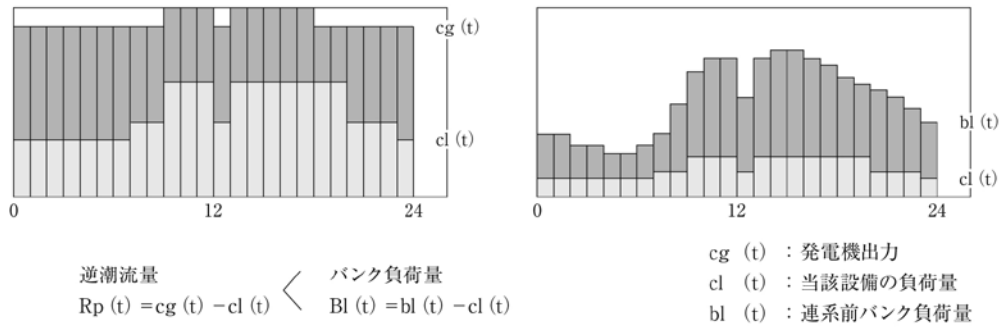 cg (t)
cl (t)
0 12 24
bl (t)
cl (t)
0 12 24
逆潮流量 < バンク負荷量
Rp (t) =cg (t) −cl (t) Bl (t) =bl (t) −cl (t)
cg (t) ：発電機出力
cl (t) ：当該設備の負荷量
bl (t) ：連系前バンク負荷量